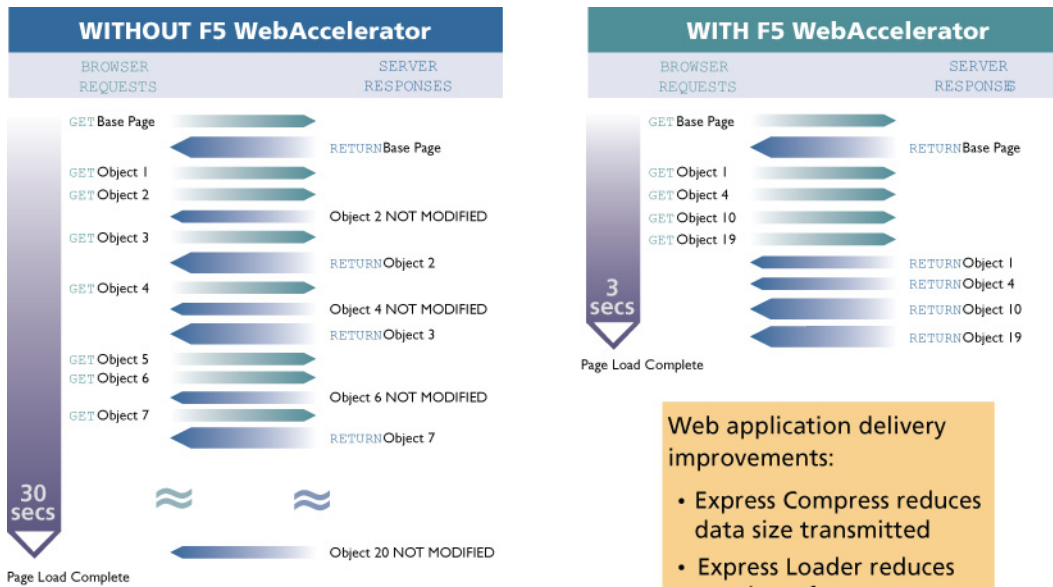 WITHOUT F5 WebAccelerator
BROWSER REQUESTS
SERVER RESPONSES
GET Base Page
RETURN Base Page
GET Object 1
GET Object 2
Object 2 NOT MODIFIED
GET Object 3
RETURN Object 2
GET Object 4
Object 4 NOT MODIFIED
RETURN Object 3
GET Object 5
GET Object 6
Object 6 NOT MODIFIED
GET Object 7
RETURN Object 7
30 secs
Object 20 NOT MODIFIED
Page Load Complete
WITH F5 WebAccelerator
BROWSER REQUESTS
SERVER RESPONSES
GET Base Page
RETURN Base Page
GET Object 1
GET Object 4
GET Object 10
GET Object 19
RETURN Object 1
RETURN Object 4
RETURN Object 10
RETURN Object 19
3 secs
Page Load Complete
Web application delivery
improvements:
• Express Compress reduces
data size transmitted
• Express Loader reduces